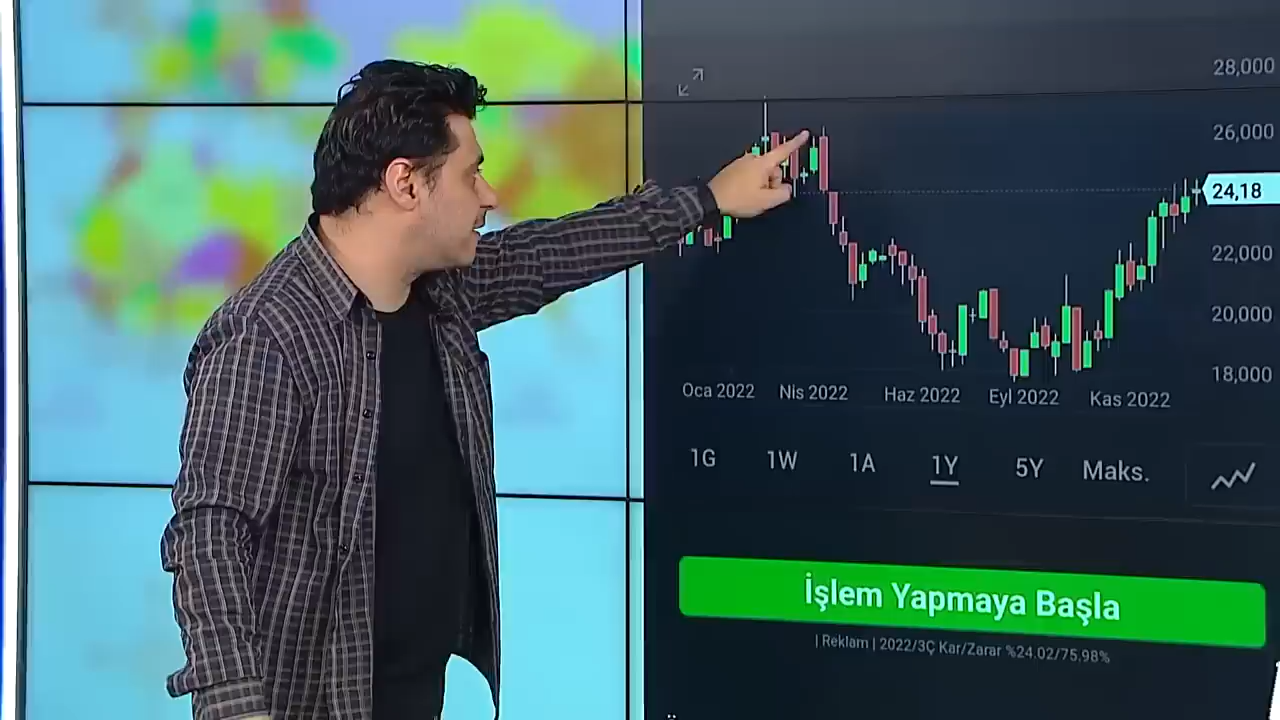 28,000
26,000
24,18
22,000
20,000
18,000
Oca 2022 Nis 2022 Haz 2022 Eyl 2022 Kas 2022
1G 1W 1A 1Y 5Y Maks.
İşlem Yapmaya Başla
| Reklam | 2022/3Ç Kar/Zarar %24.02/75.98%